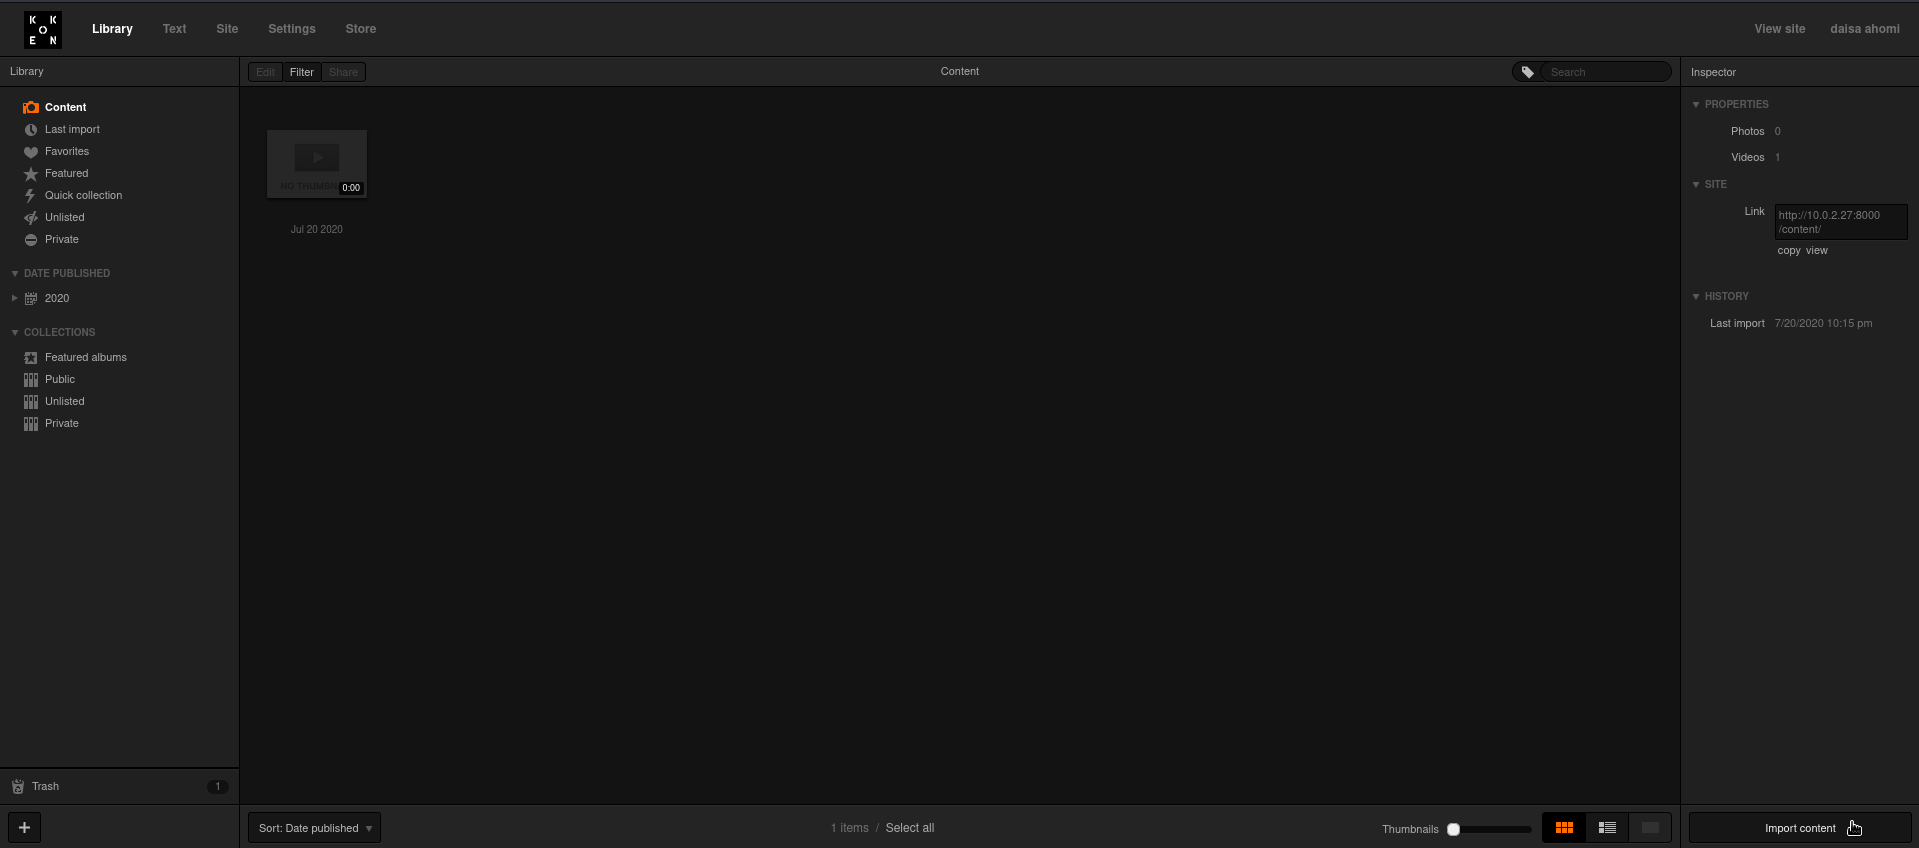 K K
O
E N
Library Text Site Settings Store
View site daisa ahomi
Library
Edit Filter Share
Content
Search
Inspector
Content
Last import
Favorites
Featured
Quick collection
Unlisted
Private
DATE PUBLISHED
2020
COLLECTIONS
Featured albums
Public
Unlisted
Private
Trash 1
+
0:00
Jul 20 2020
PROPERTIES
Photos 0
Videos 1
SITE
Link http://10.0.2.27:8000
/content/
copy view
HISTORY
Last import 7/20/2020 10:15 pm
Sort: Date published
1 items / Select all
Thumbnails
Import content